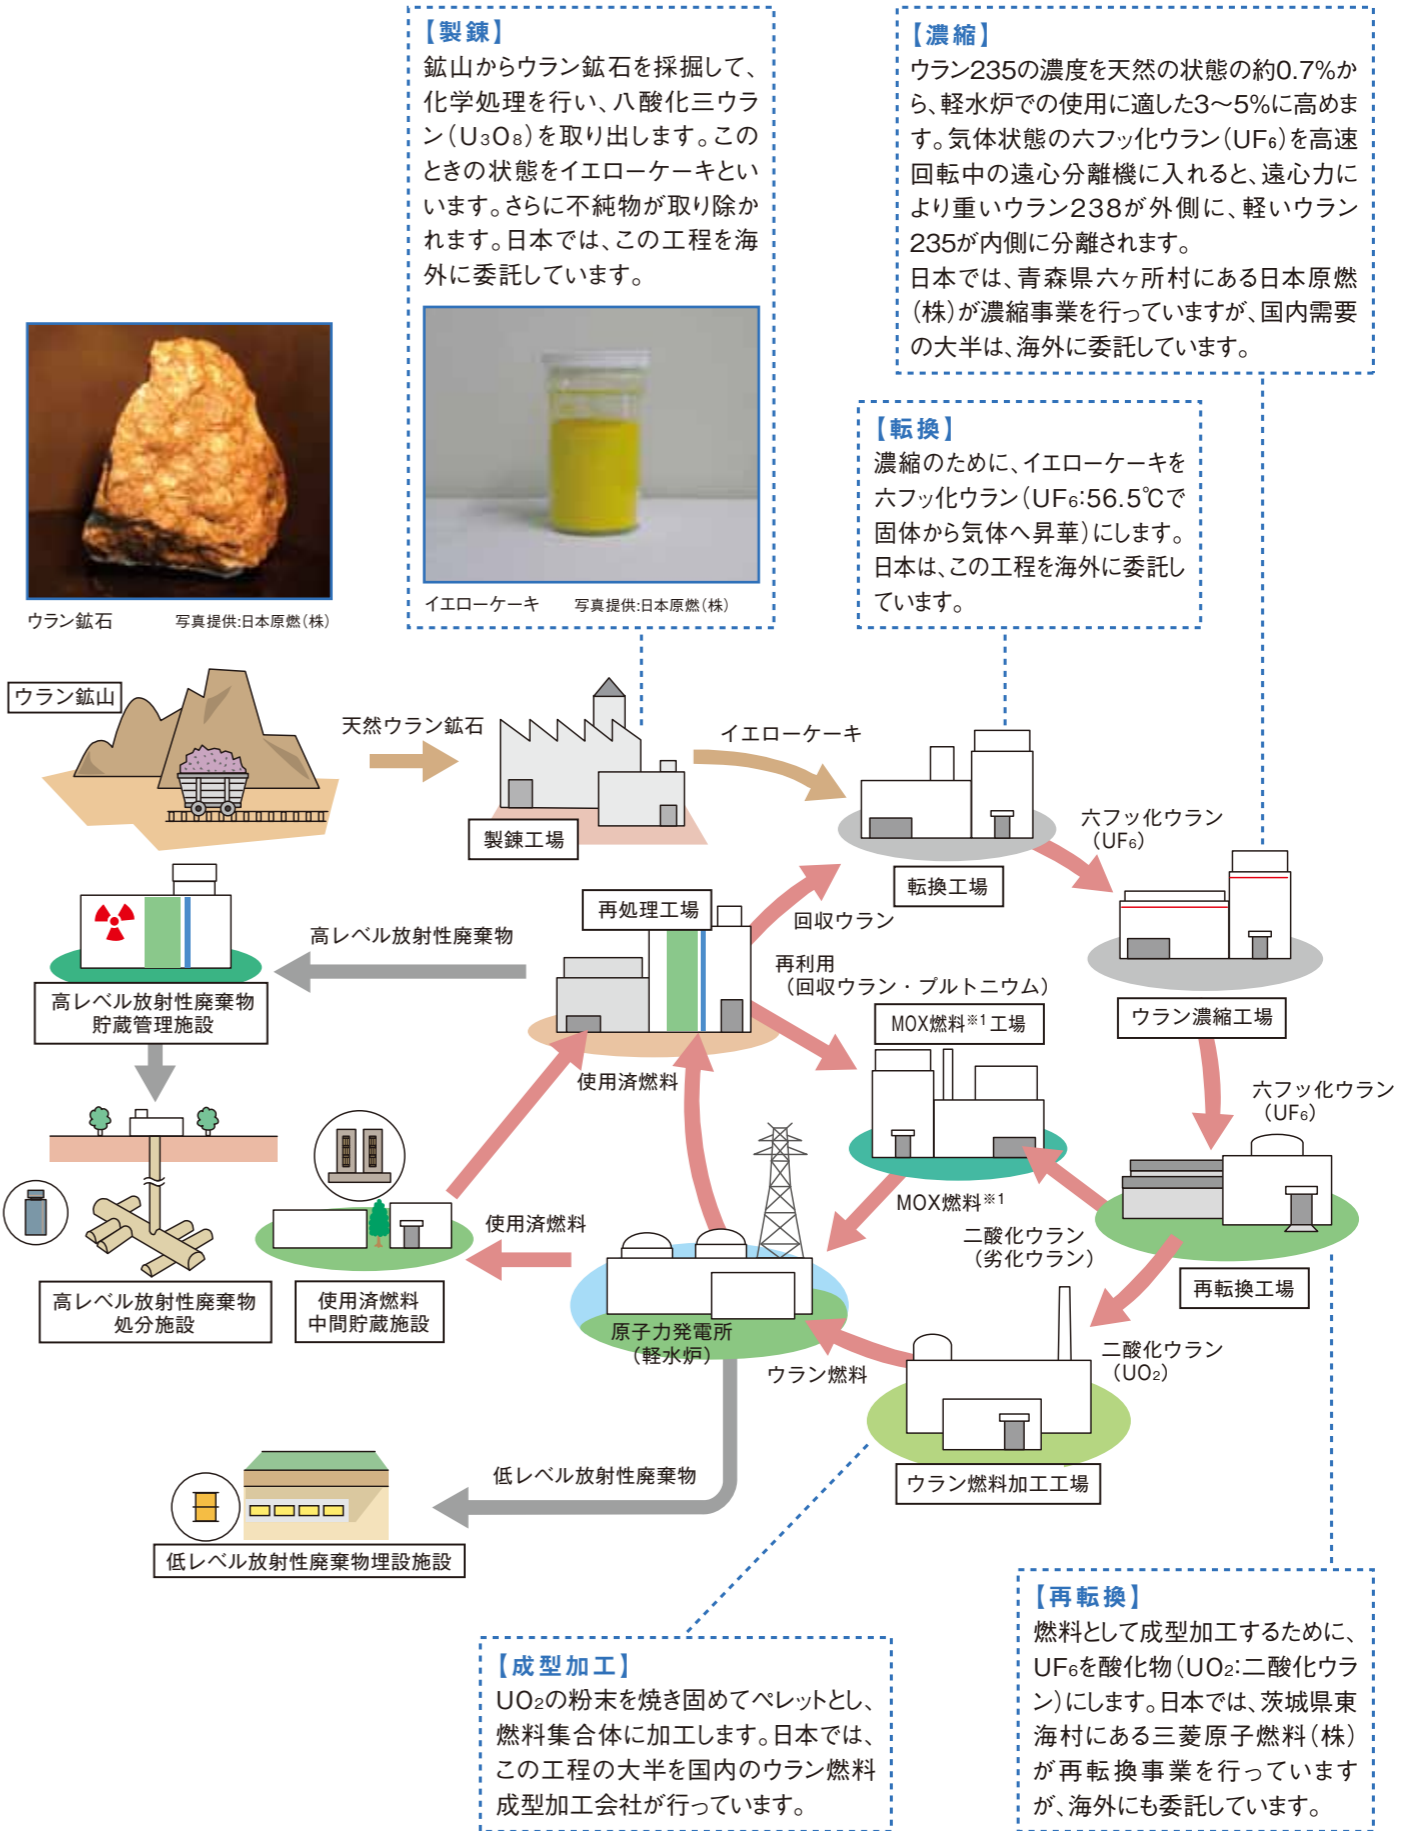 【製錬】
鉱山からウラン鉱石を採掘して、
化学処理を行い、八酸化三ウラ
ン(U₃O₈)を取り出します。この
ときの状態をイエローケーキとい
います。さらに不純物が取り除か
れます。日本では、この工程を海
外に委託しています。
イエローケーキ 写真提供:日本原燃(株)
【濃縮】
ウラン235の濃度を天然の状態の約0.7%か
ら、軽水炉での使用に適した3〜5%に高めま
す。気体状態の六フッ化ウラン(UF₆)を高速
回転中の遠心分離機に入れると、遠心力に
より重いウラン238が外側に、軽いウラン
235が内側に分離されます。
日本では、青森県六ヶ所村にある日本原燃
(株)が濃縮事業を行っていますが、国内需要
の大半は、海外に委託しています。
【転換】
濃縮のために、イエローケーキを
六フッ化ウラン(UF₆:56.5℃で
固体から気体へ昇華)にします。
日本は、この工程を海外に委託し
ています。
ウラン鉱石 写真提供:日本原燃(株)
ウラン鉱山
天然ウラン鉱石
製錬工場
イエローケーキ
転換工場
六フッ化ウラン
(UF₆)
ウラン濃縮工場
再処理工場
回収ウラン
再利用
(回収ウラン・プルトニウム)
MOX燃料※1工場
高レベル放射性廃棄物
高レベル放射性廃棄物
貯蔵管理施設
使用済燃料
六フッ化ウラン
(UF₆)
MOX燃料※1
二酸化ウラン
(劣化ウラン)
再転換工場
使用済燃料
高レベル放射性廃棄物
処分施設
使用済燃料
中間貯蔵施設
原子力発電所
(軽水炉)
ウラン燃料
二酸化ウラン
(UO₂)
ウラン燃料加工工場
低レベル放射性廃棄物
低レベル放射性廃棄物埋設施設
【成型加工】
UO₂の粉末を焼き固めてペレットとし、
燃料集合体に加工します。日本では、
この工程の大半を国内のウラン燃料
成型加工会社が行っています。
【再転換】
燃料として成型加工するために、
UF₆を酸化物(UO₂:二酸化ウラ
ン)にします。日本では、茨城県東
海村にある三菱原子燃料(株)
が再転換事業を行っています
が、海外にも委託しています。